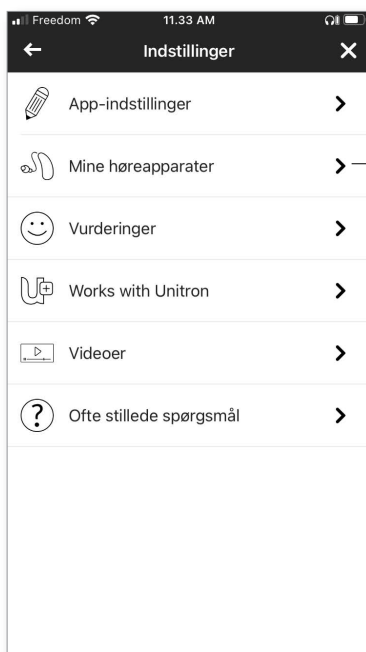 Freedom 11.33 AM
Indstillinger
App-indstillinger
Mine høreapparater
Vurderinger
Works with Unitron
Videoer
Ofte stillede spørgsmål